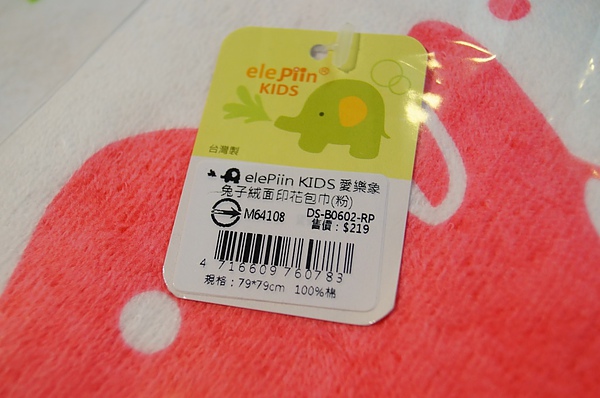 elePiin®
KIDS
台灣製
elePiin KIDS 愛樂象
兔子絨面印花包巾(粉)
M64108
DS-B0602-RP
售價：$219
4 716609 760783
規格：79*79cm 100%棉